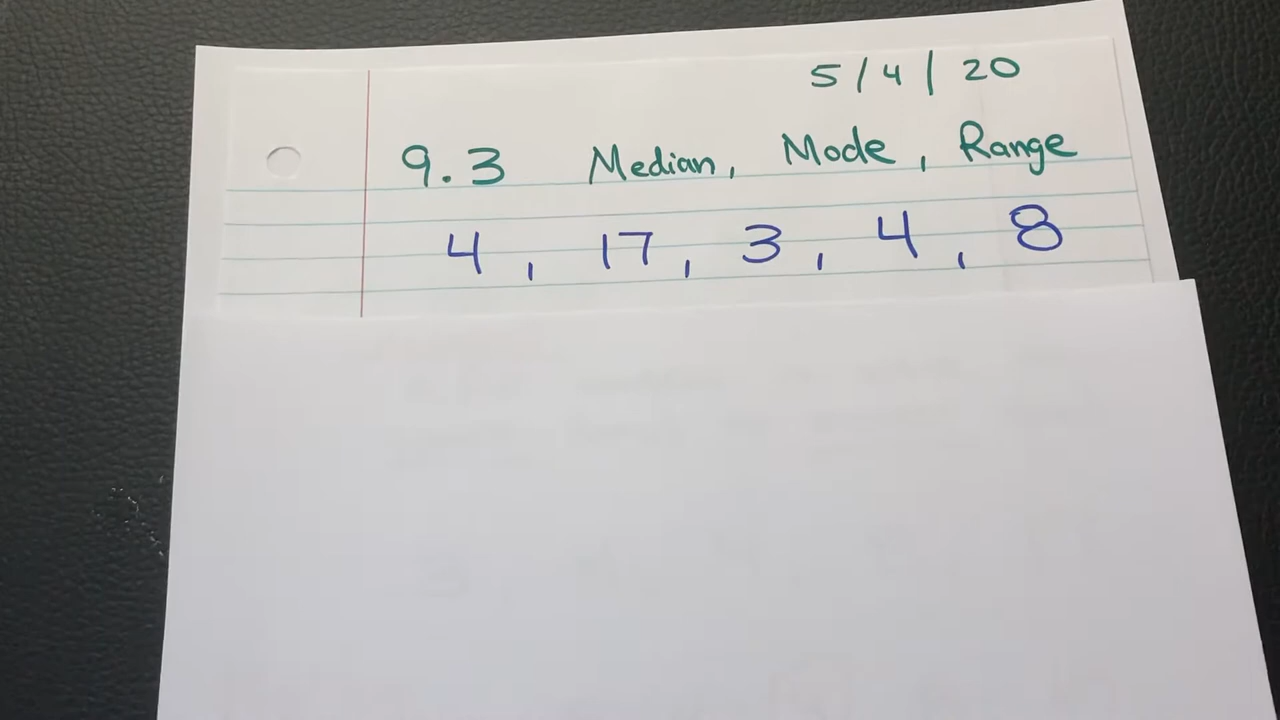 5/4/20
9.3 Median, Mode, Range
4, 17, 3, 4, 8